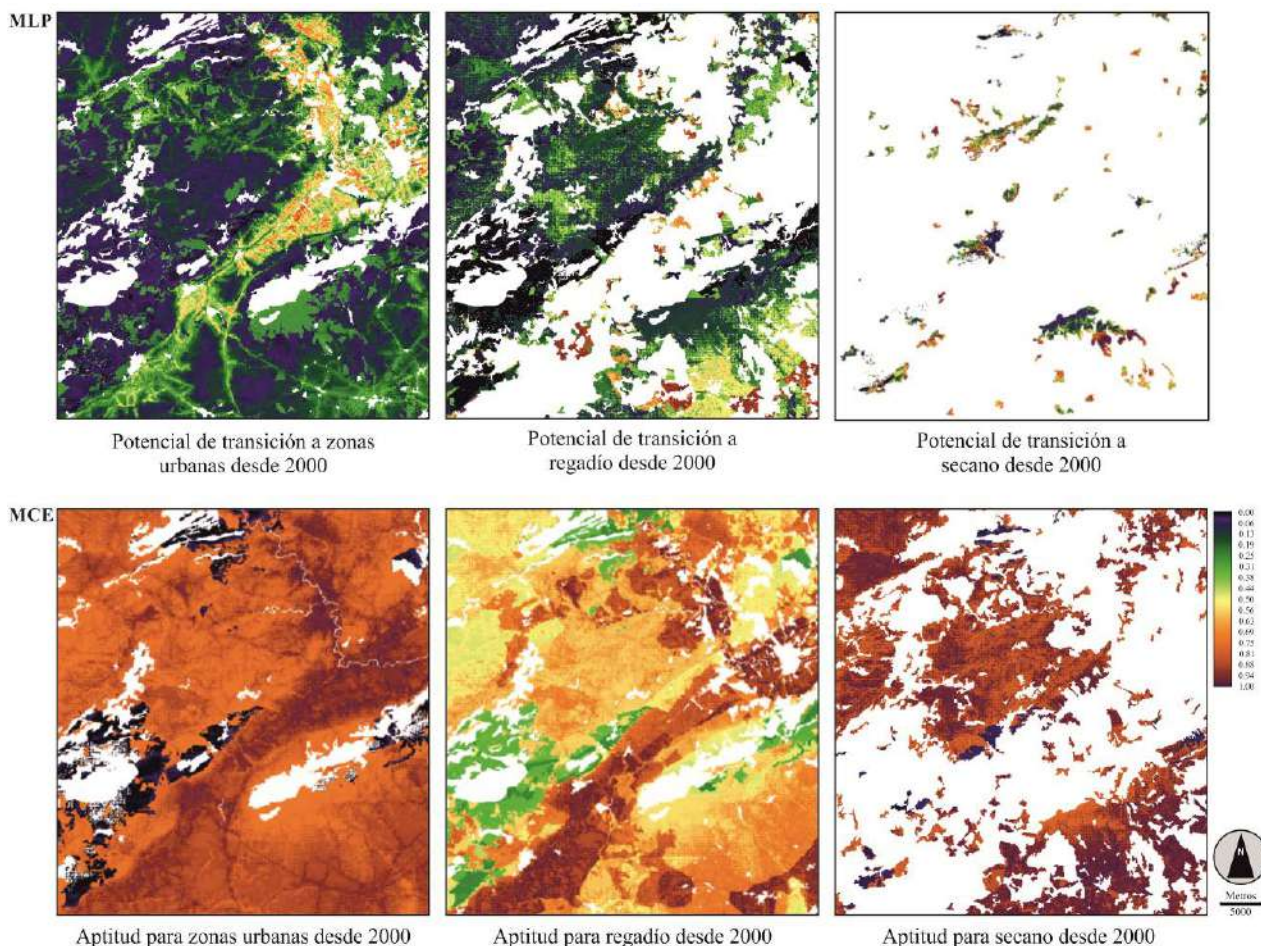 MLP
Potencial de transición a zonas
urbanas desde 2000
Potencial de transición a
regadío desde 2000
Potencial de transición a
secano desde 2000
MCE
0.00
0.06
0.13
0.19
0.25
0.31
0.38
0.44
0.50
0.56
0.63
0.69
0.75
0.81
0.88
0.94
1.00
N
Metros
5000
Aptitud para zonas urbanas desde 2000
Aptitud para regadío desde 2000
Aptitud para secano desde 2000